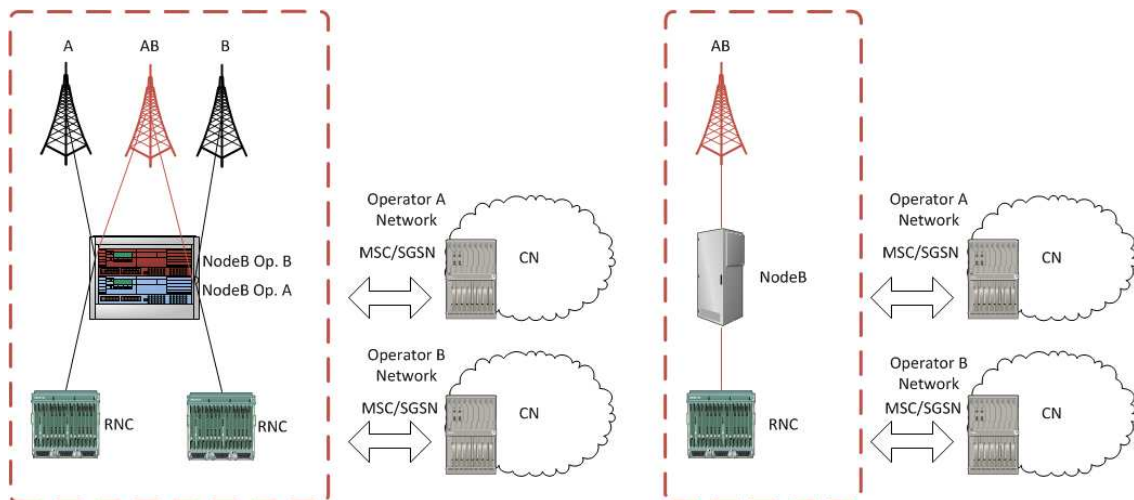 A
AB
B
NodeB Op. B
NodeB Op. A
RNC
RNC
Operator A
Network
MSC/SGSN
CN
Operator B
Network
MSC/SGSN
CN
AB
NodeB
RNC
Operator A
Network
MSC/SGSN
CN
Operator B
Network
MSC/SGSN
CN